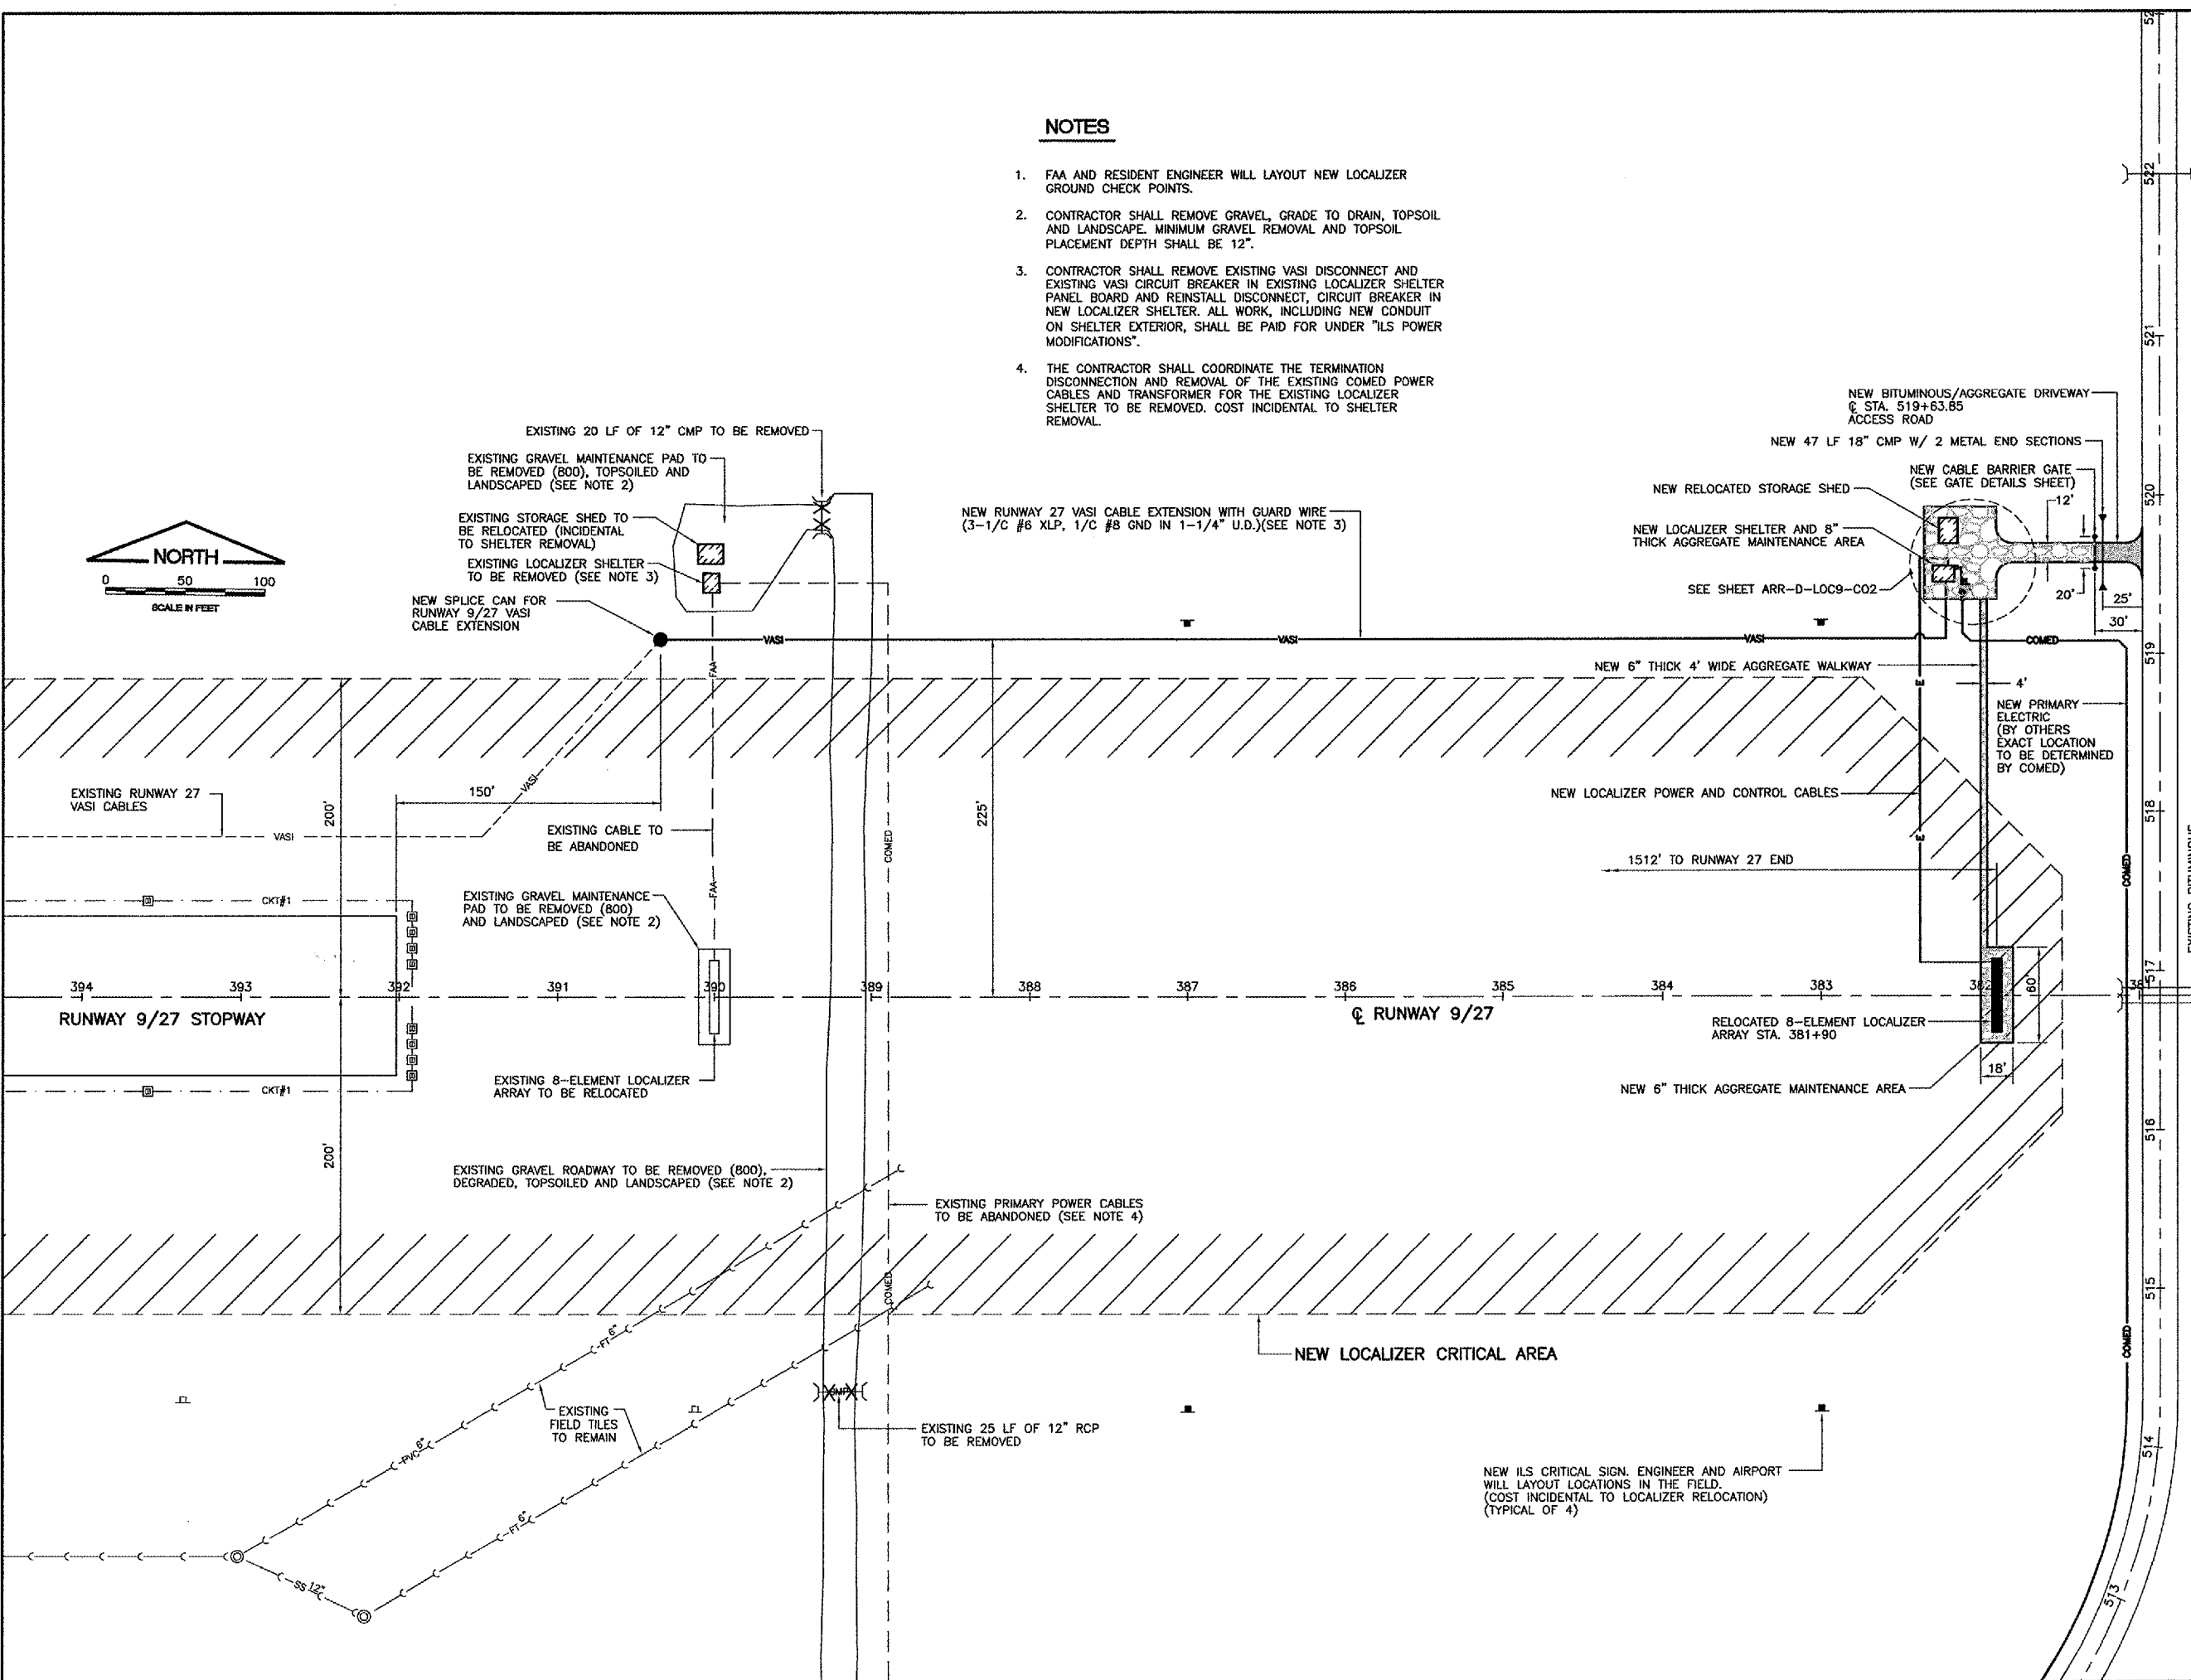 NOTES
1. FAA AND RESIDENT ENGINEER WILL LAYOUT NEW LOCALIZER
GROUND CHECK POINTS.
2. CONTRACTOR SHALL REMOVE GRAVEL, GRADE TO DRAIN, TOPSOIL
AND LANDSCAPE. MINIMUM GRAVEL REMOVAL AND TOPSOIL
PLACEMENT DEPTH SHALL BE 12".
3. CONTRACTOR SHALL REMOVE EXISTING VASI DISCONNECT AND
EXISTING VASI CIRCUIT BREAKER IN EXISTING LOCALIZER SHELTER
PANEL BOARD AND REINSTALL DISCONNECT, CIRCUIT BREAKER IN
NEW LOCALIZER SHELTER. ALL WORK, INCLUDING NEW CONDUIT
ON SHELTER EXTERIOR, SHALL BE PAID FOR UNDER "ILS POWER
MODIFICATIONS".
4. THE CONTRACTOR SHALL COORDINATE THE TERMINATION
DISCONNECTION AND REMOVAL OF THE EXISTING COMED POWER
CABLES AND TRANSFORMER FOR THE EXISTING LOCALIZER
SHELTER TO BE REMOVED. COST INCIDENTAL TO SHELTER
REMOVAL.
EXISTING 20 LF OF 12" CMP TO BE REMOVED
EXISTING GRAVEL MAINTENANCE PAD TO
BE REMOVED (800), TOPSOILED AND
LANDSCAPED (SEE NOTE 2)
EXISTING STORAGE SHED TO
BE RELOCATED (INCIDENTAL
TO SHELTER REMOVAL)
EXISTING LOCALIZER SHELTER
TO BE REMOVED (SEE NOTE 3)
NEW SPLICE CAN FOR
RUNWAY 9/27 VASI
CABLE EXTENSION
NORTH
0 50 100
SCALE IN FEET
NEW RUNWAY 27 VASI CABLE EXTENSION WITH GUARD WIRE
(3-1/C #6 XLP, 1/C #8 GND IN 1-1/4" U.D.)(SEE NOTE 3)
NEW BITUMINOUS/AGGREGATE DRIVEWAY
℄ STA. 519+63.85
ACCESS ROAD
NEW 47 LF 18" CMP W/ 2 METAL END SECTIONS
NEW CABLE BARRIER GATE
(SEE GATE DETAILS SHEET)
12'
NEW RELOCATED STORAGE SHED
NEW LOCALIZER SHELTER AND 8"
THICK AGGREGATE MAINTENANCE AREA
SEE SHEET ARR-D-LOC9-C02
20'
25'
30'
VASI
VASI
VASI
COMED
NEW 6" THICK 4' WIDE AGGREGATE WALKWAY
4'
NEW PRIMARY
ELECTRIC
(BY OTHERS
EXACT LOCATION
TO BE DETERMINED
BY COMED)
FAA
E
EXISTING RUNWAY 27
VASI CABLES
VASI
VASI
150'
200'
225'
EXISTING CABLE TO
BE ABANDONED
COMED
NEW LOCALIZER POWER AND CONTROL CABLES
E
1512' TO RUNWAY 27 END
COMED
CKT#1
EXISTING GRAVEL MAINTENANCE
PAD TO BE REMOVED (800)
AND LANDSCAPED (SEE NOTE 2)
FAA
394 393 392 391 390 389 388 387 386 385 384 383
RUNWAY 9/27 STOPWAY
℄ RUNWAY 9/27
60'
RELOCATED 8-ELEMENT LOCALIZER
ARRAY STA. 381+90
18'
CKT#1
EXISTING 8-ELEMENT LOCALIZER
ARRAY TO BE RELOCATED
NEW 6" THICK AGGREGATE MAINTENANCE AREA
200'
EXISTING GRAVEL ROADWAY TO BE REMOVED (800),
DEGRADED, TOPSOILED AND LANDSCAPED (SEE NOTE 2)
EXISTING PRIMARY POWER CABLES
TO BE ABANDONED (SEE NOTE 4)
COMED
COMED
NEW LOCALIZER CRITICAL AREA
FT 6"
EXISTING
FIELD TILES
TO REMAIN
PVC 6"
FT 6"
SS 12"
EXISTING 25 LF OF 12" RCP
TO BE REMOVED
NEW ILS CRITICAL SIGN. ENGINEER AND AIRPORT
WILL LAYOUT LOCATIONS IN THE FIELD.
(COST INCIDENTAL TO LOCALIZER RELOCATION)
(TYPICAL OF 4)
522
521
520
519
518
517
516
515
514
513